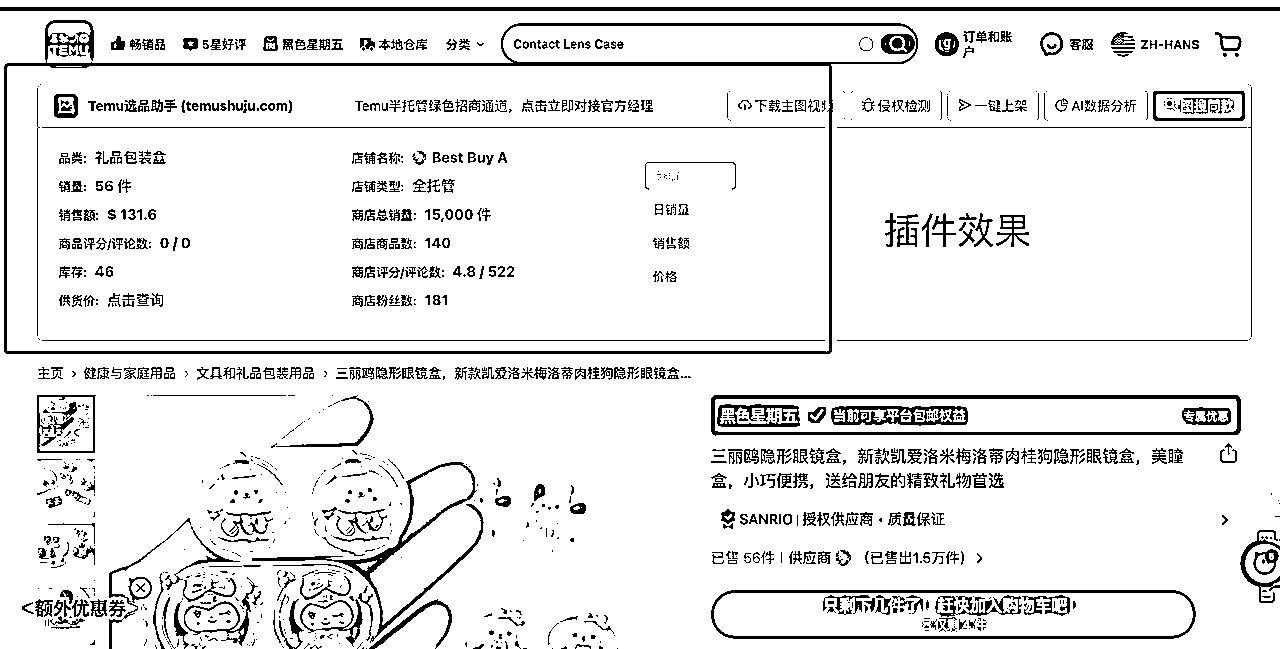 TEMU
畅销品 5星好评 黑色星期五 本地仓库 分类 Contact Lens Case 订单和账户 客服 ZH-HANS
Temu选品助手 (temushuju.com) Temu半托管绿色招商通道，点击立即对接官方经理 下载主图视频 侵权检测 一键上架 AI数据分析 图搜同款
品类: 礼品包装盒 店铺名称: Best Buy A
销量: 56 件 店铺类型: 全托管
销售额: $ 131.6 商店总销量: 15,000 件 日销量
商品评分/评论数: 0 / 0 商店商品数: 140 销售额
库存: 46 商店评分/评论数: 4.8 / 522 价格
供货价: 点击查询 商店粉丝数: 181
插件效果
主页 › 健康与家庭用品 › 文具和礼品包装用品 › 三丽鸥隐形眼镜盒，新款凯爱洛米梅洛蒂肉桂狗隐形眼镜盒...
黑色星期五 当前可享平台包邮权益 专属优惠
三丽鸥隐形眼镜盒，新款凯爱洛米梅洛蒂肉桂狗隐形眼镜盒，美瞳
盒，小巧便携，送给朋友的精致礼物首选
SANRIO | 授权供应商 · 质量保证
已售 56件 | 供应商 (已售出1.5万件)
<额外优惠券>
只剩下几件了！赶快加入购物车吧！